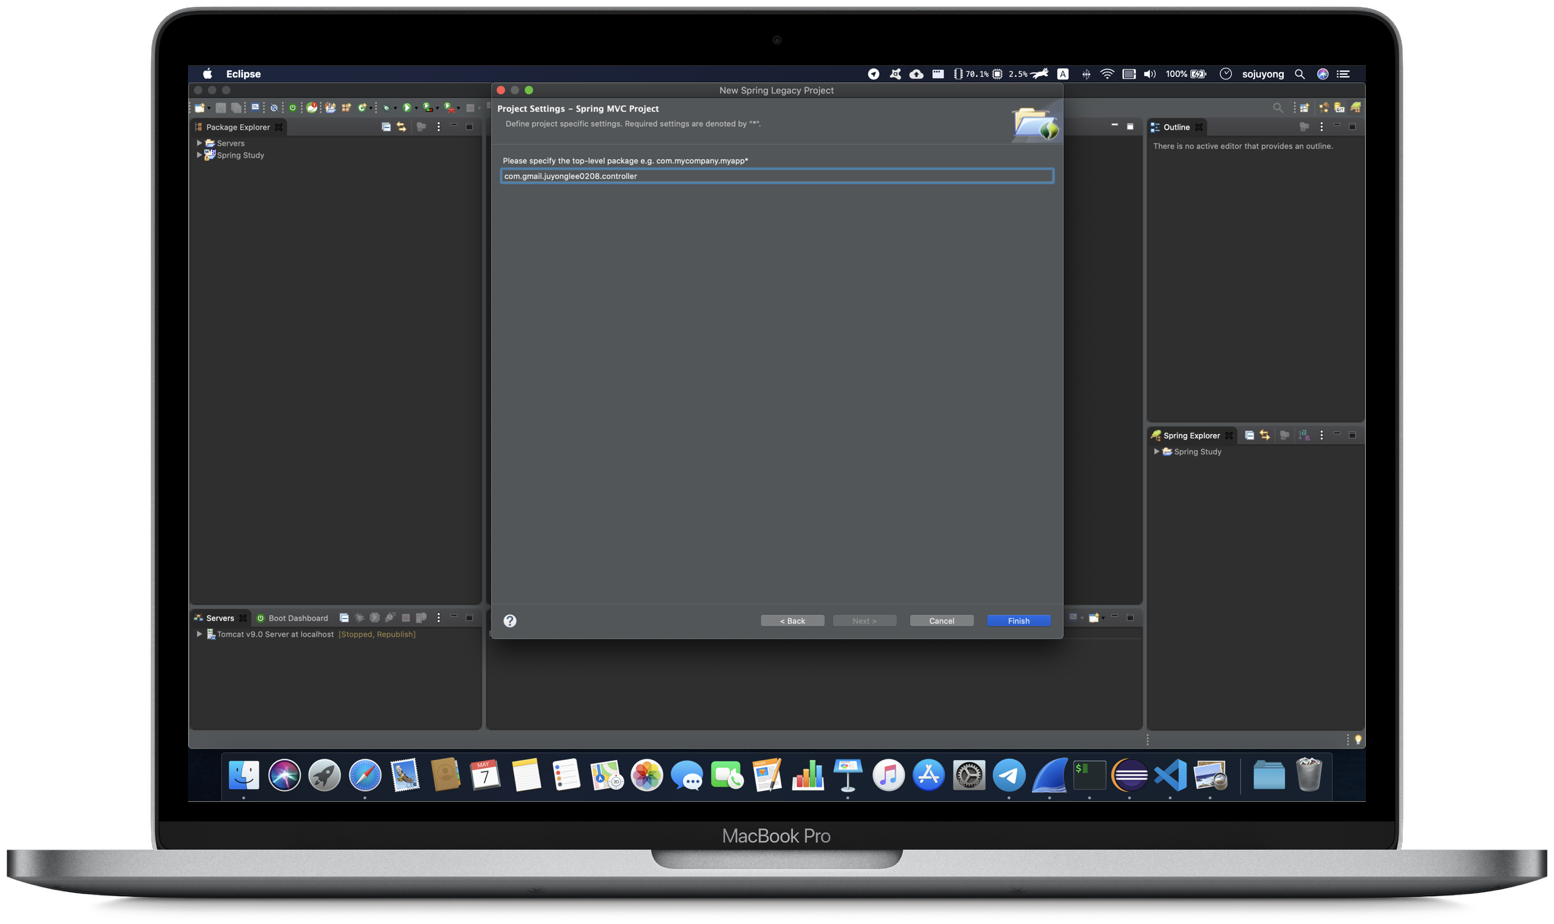 Eclipse
70.1%
2.5%
A
100%
sojuyong
New Spring Legacy Project
Project Settings - Spring MVC Project
Define project specific settings. Required settings are denoted by "*".
Package Explorer
Servers
Spring Study
Please specify the top-level package e.g. com.mycompany.myapp*
com.gmail.juyonglee0208.controller
Outline
There is no active editor that provides an outline.
Spring Explorer
Spring Study
?
< Back
Next >
Cancel
Finish
Servers
Boot Dashboard
Tomcat v9.0 Server at localhost [Stopped, Republish]
MAY
7
MacBook Pro